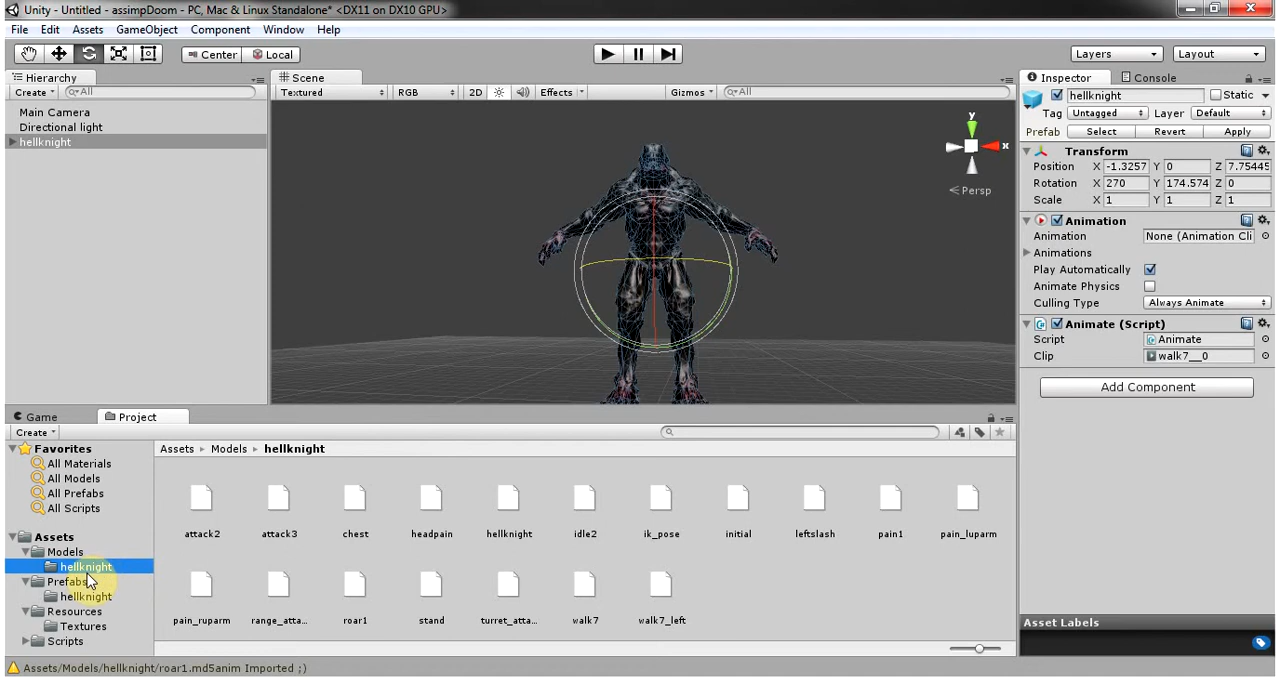 Unity - Untitled - assimpDoom - PC, Mac & Linux Standalone* <DX11 on DX10 GPU>
File Edit Assets GameObject Component Window Help
Center Local Layers Layout
Hierarchy Scene Inspector Console
Create All Textured RGB 2D Effects Gizmos All hellknight Static
Main Camera
Directional light
hellknight
y
x
Persp
Tag Untagged Layer Default
Prefab Select Revert Apply
Transform
Position X -1.3257 Y 0 Z 7.75445
Rotation X 270 Y 174.574 Z 0
Scale X 1 Y 1 Z 1
Animation
Animation None (Animation Cli
Animations
Play Automatically
Animate Physics
Culling Type Always Animate
Animate (Script)
Script Animate
Clip walk7__0
Add Component
Game Project
Create
Favorites
All Materials
All Models
All Prefabs
All Scripts
Assets
Models
hellknight
Prefabs
hellknight
Resources
Textures
Scripts
Assets Models hellknight
attack2 attack3 chest headpain hellknight idle2 ik_pose initial leftslash pain1 pain_luparm
pain_ruparm range_atta... roar1 stand turret_atta... walk7 walk7_left
Asset Labels
Assets/Models/hellknight/roar1.md5anim Imported ;)